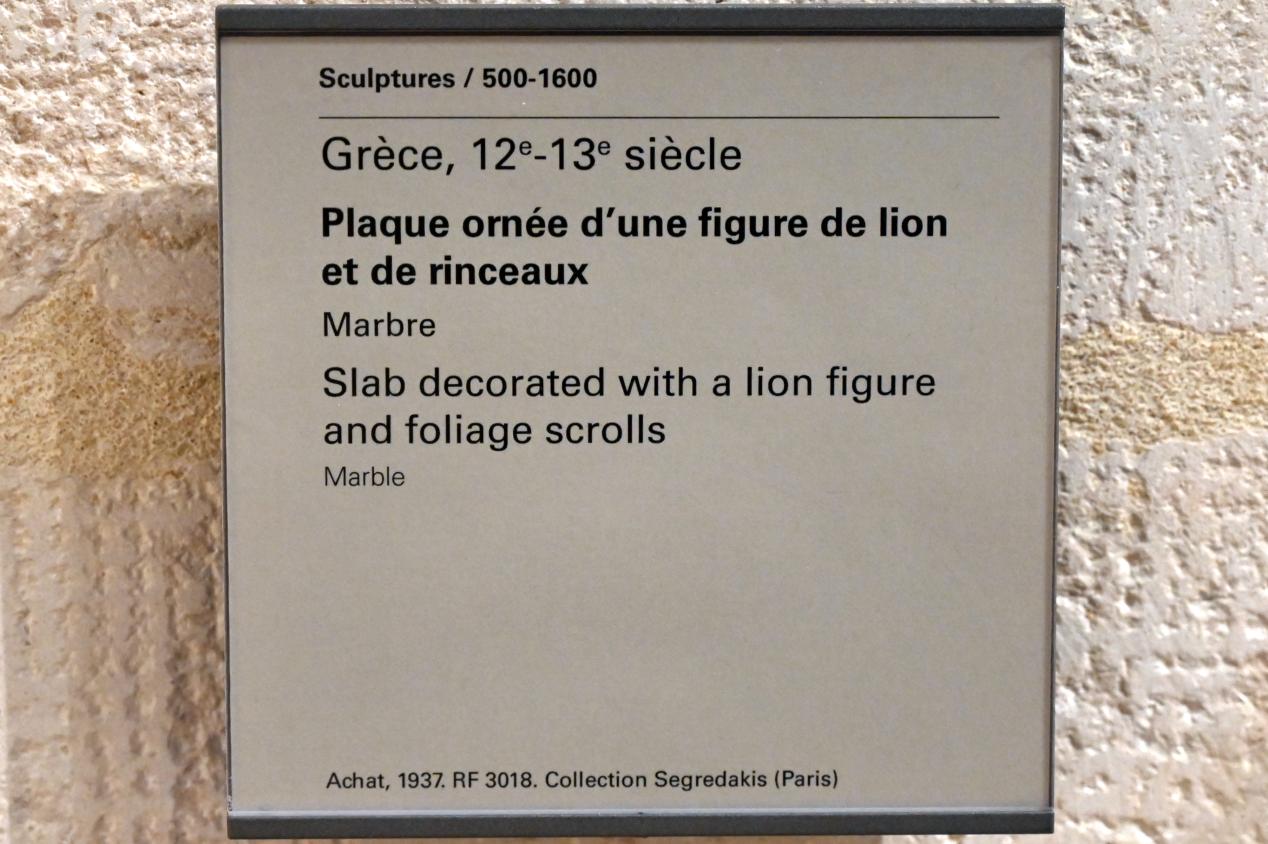 Sculptures / 500-1600
Grèce, 12ᵉ-13ᵉ siècle
Plaque ornée d’une figure de lion
et de rinceaux
Marbre
Slab decorated with a lion figure
and foliage scrolls
Marble
Achat, 1937. RF 3018. Collection Segredakis (Paris)